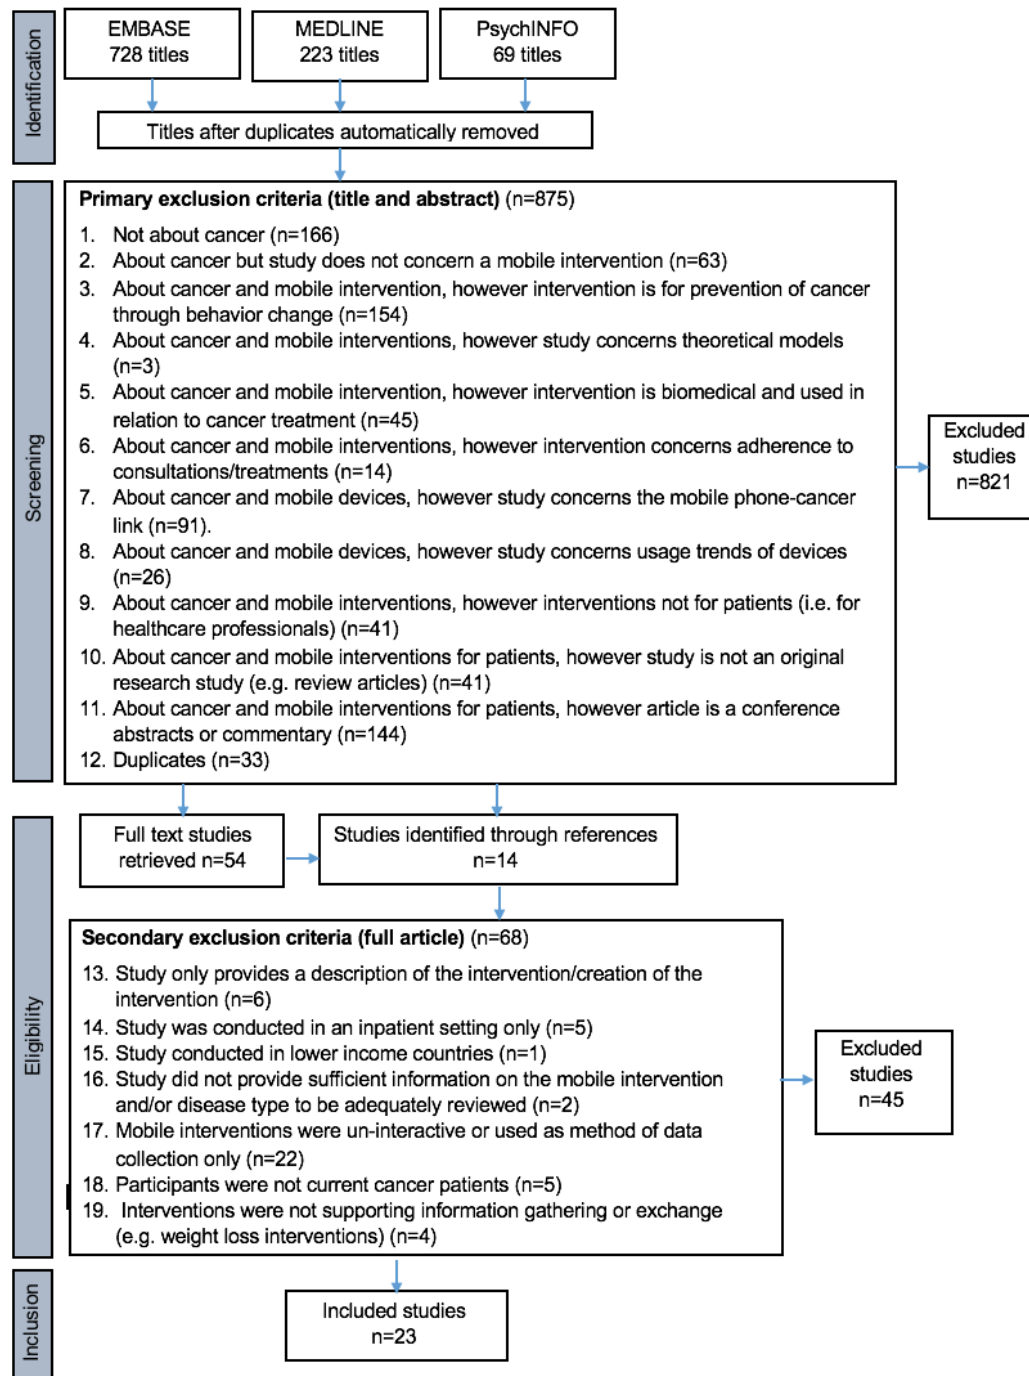 Identification
EMBASE
728 titles
MEDLINE
223 titles
PsychINFO
69 titles
Titles after duplicates automatically removed
Screening
Primary exclusion criteria (title and abstract) (n=875)
1. Not about cancer (n=166)
2. About cancer but study does not concern a mobile intervention (n=63)
3. About cancer and mobile intervention, however intervention is for prevention of cancer
through behavior change (n=154)
4. About cancer and mobile interventions, however study concerns theoretical models
(n=3)
5. About cancer and mobile intervention, however intervention is biomedical and used in
relation to cancer treatment (n=45)
6. About cancer and mobile interventions, however intervention concerns adherence to
consultations/treatments (n=14)
7. About cancer and mobile devices, however study concerns the mobile phone-cancer
link (n=91).
8. About cancer and mobile devices, however study concerns usage trends of devices
(n=26)
9. About cancer and mobile interventions, however interventions not for patients (i.e. for
healthcare professionals) (n=41)
10. About cancer and mobile interventions for patients, however study is not an original
research study (e.g. review articles) (n=41)
11. About cancer and mobile interventions for patients, however article is a conference
abstracts or commentary (n=144)
12. Duplicates (n=33)
Excluded
studies
n=821
Eligibility
Full text studies
retrieved n=54
Studies identified through references
n=14
Secondary exclusion criteria (full article) (n=68)
13. Study only provides a description of the intervention/creation of the
intervention (n=6)
14. Study was conducted in an inpatient setting only (n=5)
15. Study conducted in lower income countries (n=1)
16. Study did not provide sufficient information on the mobile intervention
and/or disease type to be adequately reviewed (n=2)
17. Mobile interventions were un-interactive or used as method of data
collection only (n=22)
18. Participants were not current cancer patients (n=5)
19. Interventions were not supporting information gathering or exchange
(e.g. weight loss interventions) (n=4)
Excluded
studies
n=45
Inclusion
Included studies
n=23